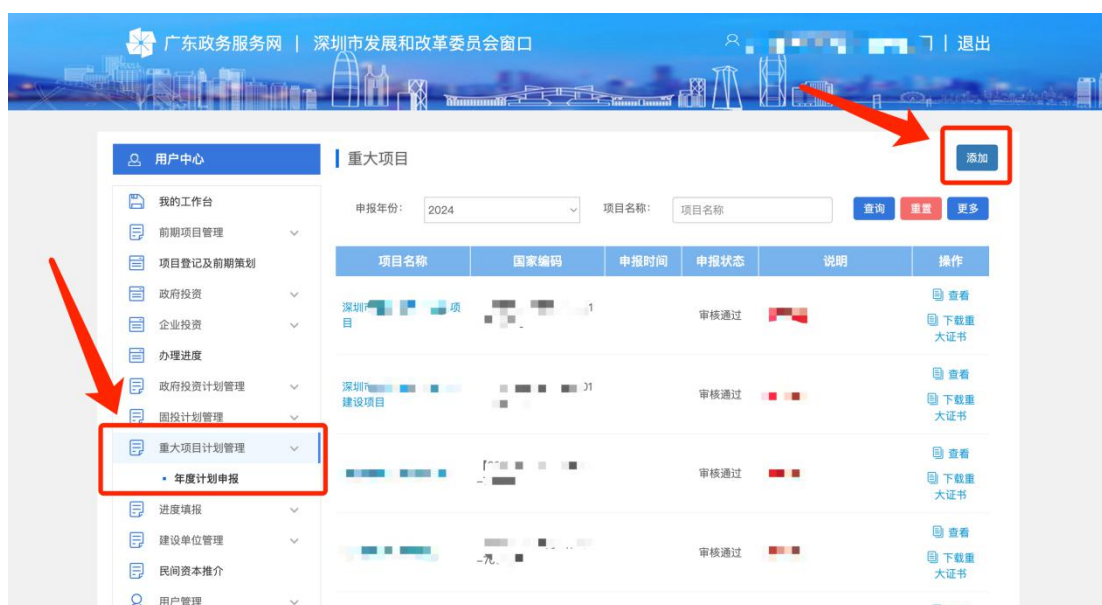 广东政务服务网 | 深圳市发展和改革委员会窗口
| 退出
用户中心
我的工作台
前期项目管理
项目登记及前期策划
政府投资
企业投资
办理进度
政府投资计划管理
固投计划管理
重大项目计划管理
年度计划申报
进度填报
建设单位管理
民间资本推介
用户管理
重大项目
添加
申报年份: 2024 项目名称: 项目名称 查询 重置 更多
项目名称 国家编码 申报时间 申报状态 说明 操作
深圳 项
目
1
审核通过
查看
下载重
大证书
深圳市
建设项目
01
审核通过
查看
下载重
大证书
审核通过
查看
下载重
大证书
审核通过
查看
下载重
大证书